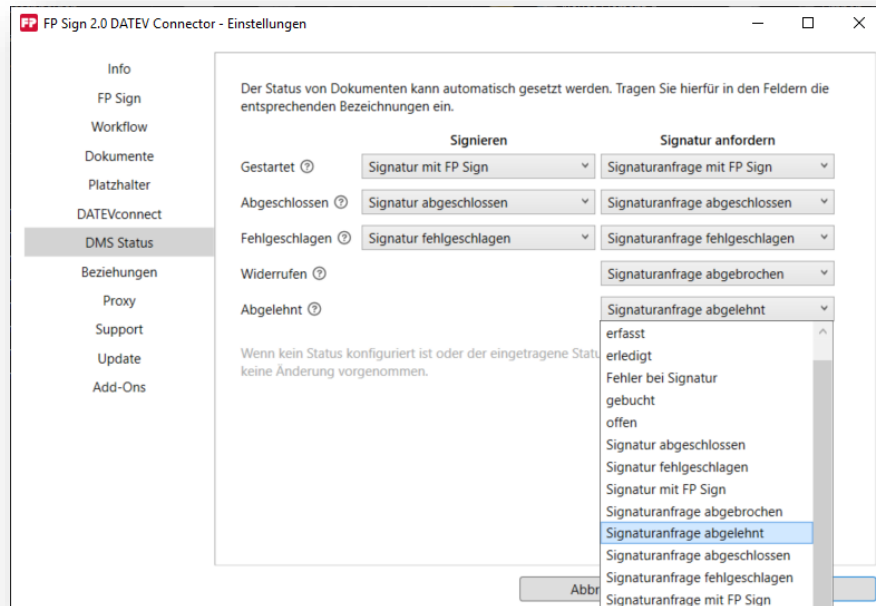 FP FP Sign 2.0 DATEV Connector - Einstellungen
Info
FP Sign
Workflow
Dokumente
Platzhalter
DATEVconnect
DMS Status
Beziehungen
Proxy
Support
Update
Add-Ons
Der Status von Dokumenten kann automatisch gesetzt werden. Tragen Sie hierfür in den Feldern die
entsprechenden Bezeichnungen ein.
Signieren Signatur anfordern
Gestartet Signatur mit FP Sign Signaturanfrage mit FP Sign
Abgeschlossen Signatur abgeschlossen Signaturanfrage abgeschlossen
Fehlgeschlagen Signatur fehlgeschlagen Signaturanfrage fehlgeschlagen
Widerrufen Signaturanfrage abgebrochen
Abgelehnt Signaturanfrage abgelehnt
Wenn kein Status konfiguriert ist oder der eingetragene Statu
keine Änderung vorgenommen.
erfasst
erledigt
Fehler bei Signatur
gebucht
offen
Signatur abgeschlossen
Signatur fehlgeschlagen
Signatur mit FP Sign
Signaturanfrage abgebrochen
Signaturanfrage abgelehnt
Signaturanfrage abgeschlossen
Signaturanfrage fehlgeschlagen
Signaturanfrage mit FP Sign
Abbr